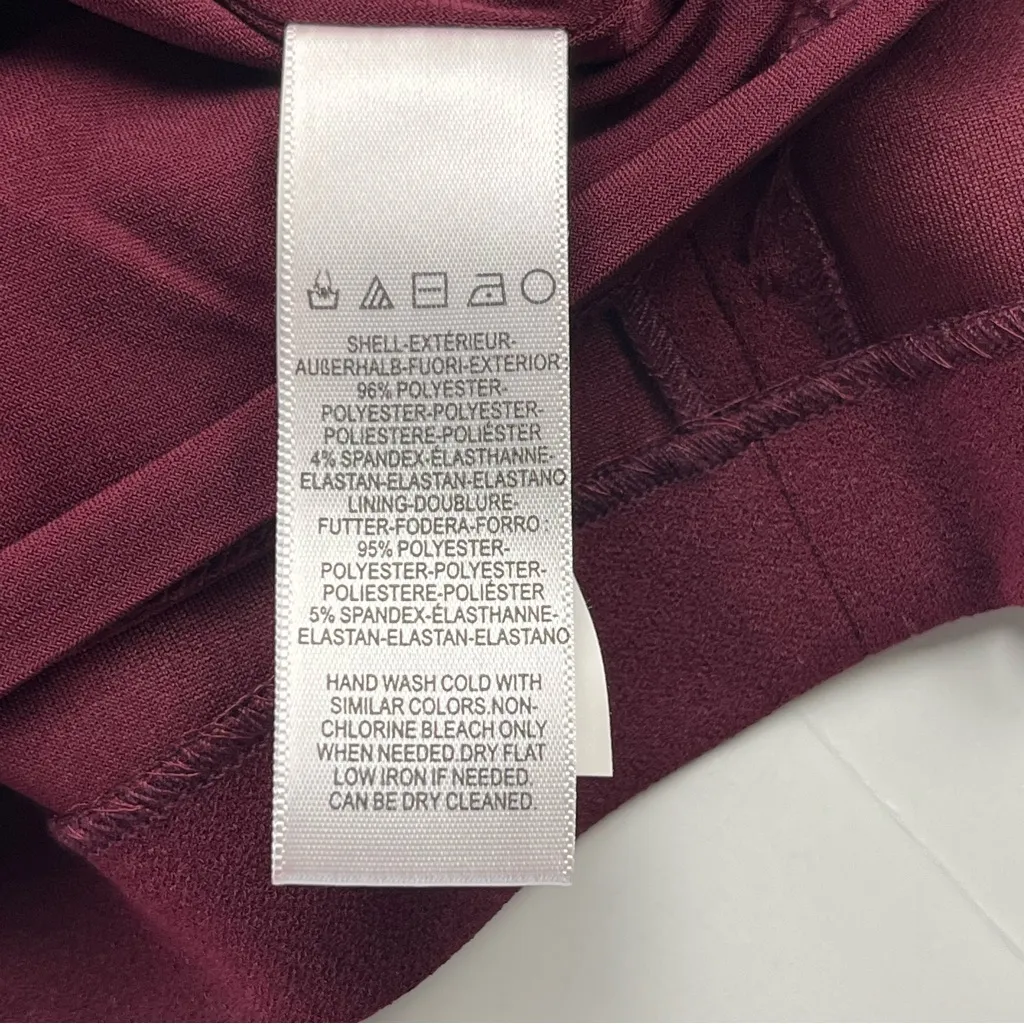 SHELL-EXTÉRIEUR-
AUßERHALB-FUORI-EXTERIOR
96% POLYESTER-
POLYESTER-POLYESTER-
POLIESTERE-POLIÉSTER
4% SPANDEX-ÉLASTHANNE-
ELASTAN-ELASTAN-ELASTANO
LINING-DOUBLURE-
FUTTER-FODERA-FORRO :
95% POLYESTER-
POLYESTER-POLYESTER-
POLIESTERE-POLIÉSTER
5% SPANDEX-ÉLASTHANNE-
ELASTAN-ELASTAN-ELASTANO
HAND WASH COLD WITH
SIMILAR COLORS.NON-
CHLORINE BLEACH ONLY
WHEN NEEDED.DRY FLAT
LOW IRON IF NEEDED.
CAN BE DRY CLEANED.